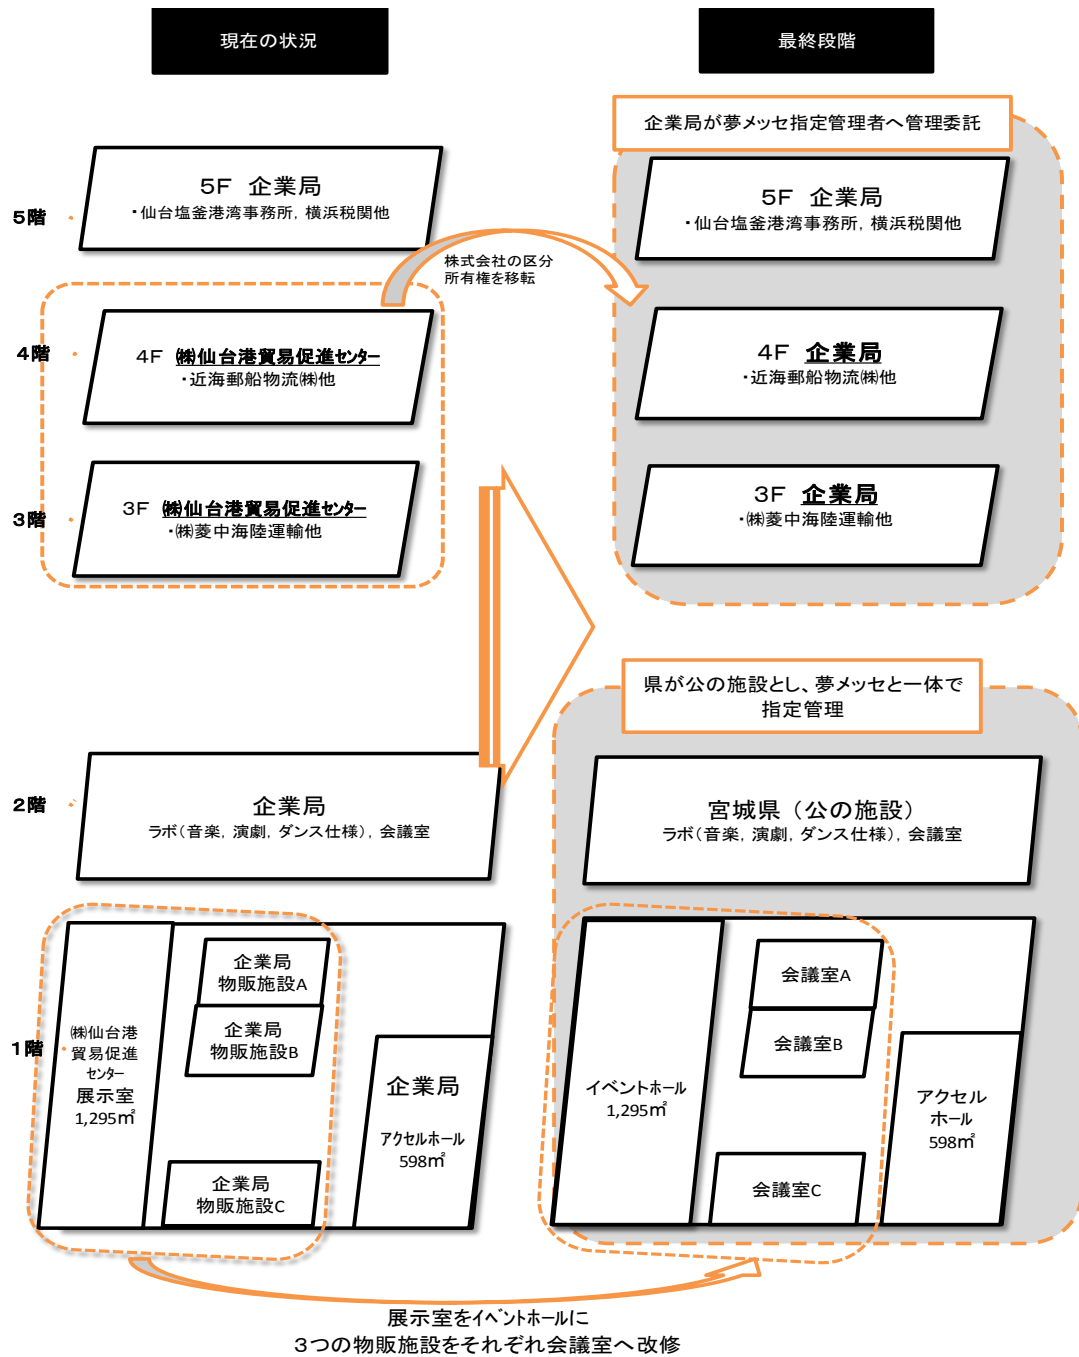 現在の状況
最終段階
企業局が夢メッセ指定管理者へ管理委託
5階
5F 企業局
・仙台塩釜港湾事務所，横浜税関他
5F 企業局
・仙台塩釜港湾事務所，横浜税関他
株式会社の区分
所有権を移転
4階
4F ㈱仙台港貿易促進センター
・近海郵船物流㈱他
4F 企業局
・近海郵船物流㈱他
3階
3F ㈱仙台港貿易促進センター
・㈱菱中海陸運輸他
3F 企業局
・㈱菱中海陸運輸他
県が公の施設とし、夢メッセと一体で
指定管理
2階
企業局
ラボ（音楽，演劇，ダンス仕様），会議室
宮城県（公の施設）
ラボ（音楽，演劇，ダンス仕様），会議室
1階
㈱仙台港
貿易促進
センター
展示室
1,295㎡
企業局
物販施設A
企業局
物販施設B
企業局
物販施設C
企業局
アクセルホール
598㎡
イベントホール
1,295㎡
会議室A
会議室B
会議室C
アクセル
ホール
598㎡
展示室をイベントホールに
3つの物販施設をそれぞれ会議室へ改修